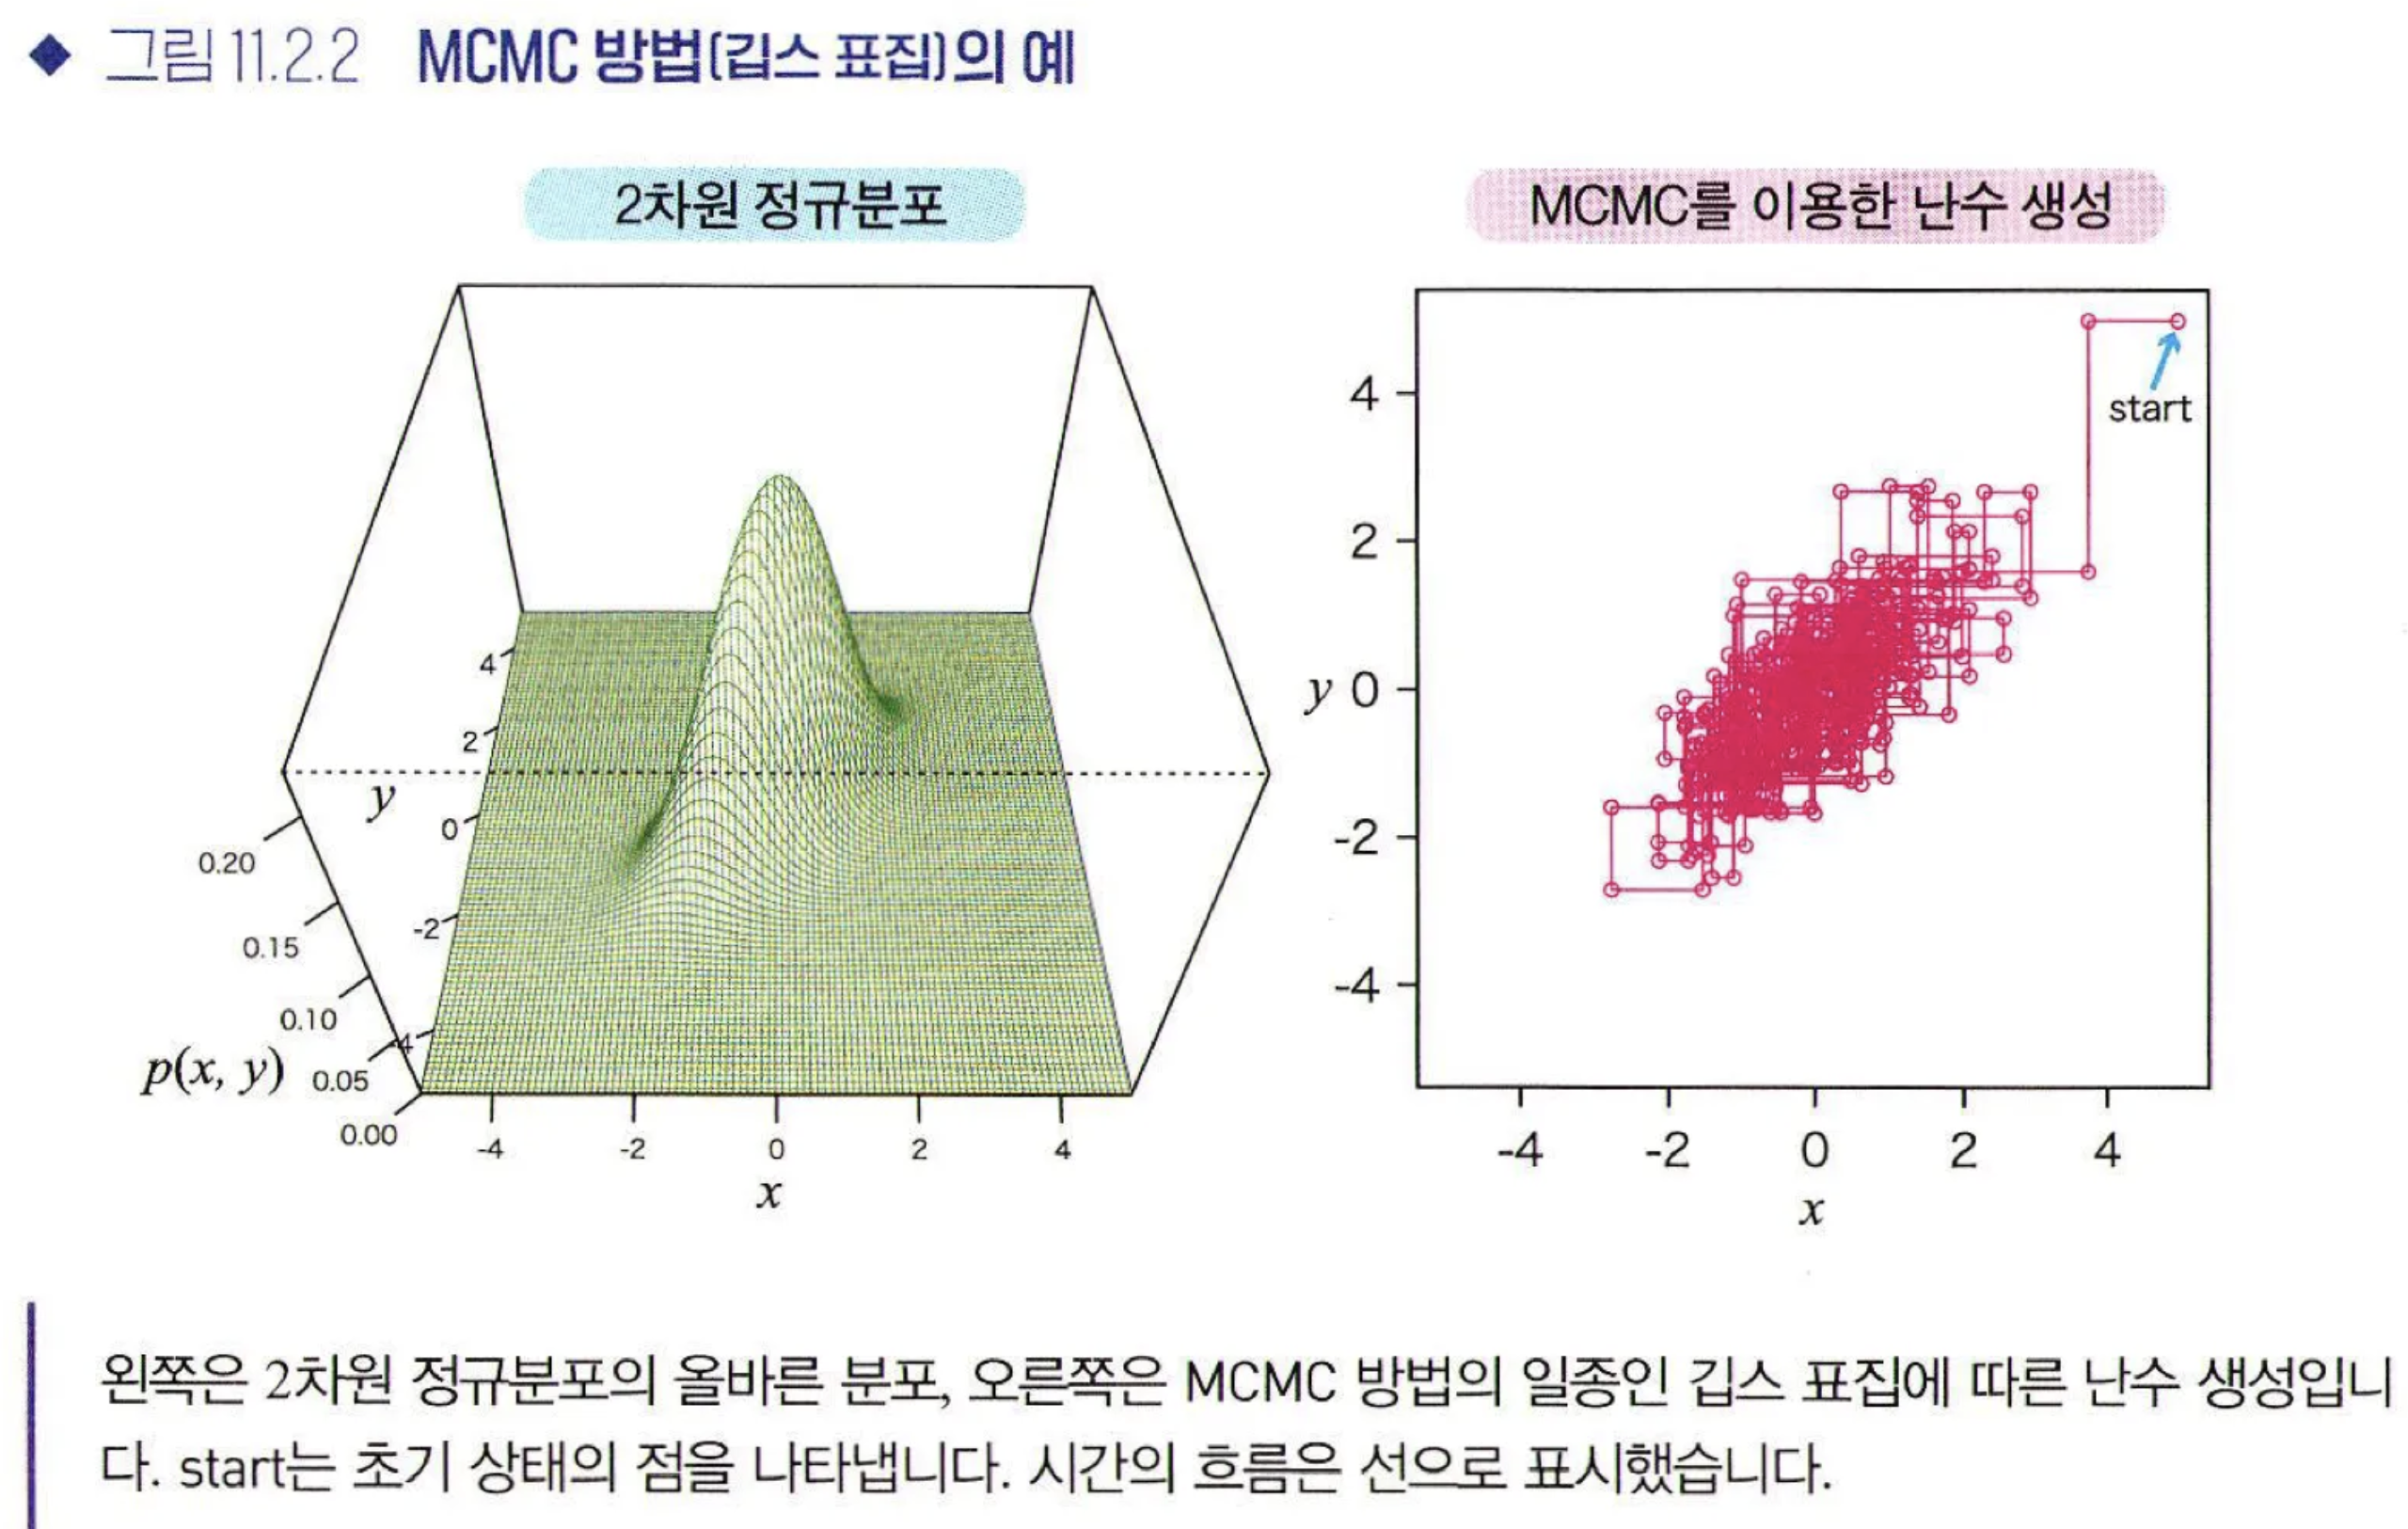 ◆ 그림 11.2.2 MCMC 방법(깁스 표집)의 예
2차원 정규분포
4
2
y
0
-2
-4
0.20
0.15
0.10
0.05
0.00
p(x, y)
-4 -2 0 2 4
x
MCMC를 이용한 난수 생성
start
4
2
y 0
-2
-4
-4 -2 0 2 4
x
왼쪽은 2차원 정규분포의 올바른 분포, 오른쪽은 MCMC 방법의 일종인 깁스 표집에 따른 난수 생성입니
다. start는 초기 상태의 점을 나타냅니다. 시간의 흐름은 선으로 표시했습니다.